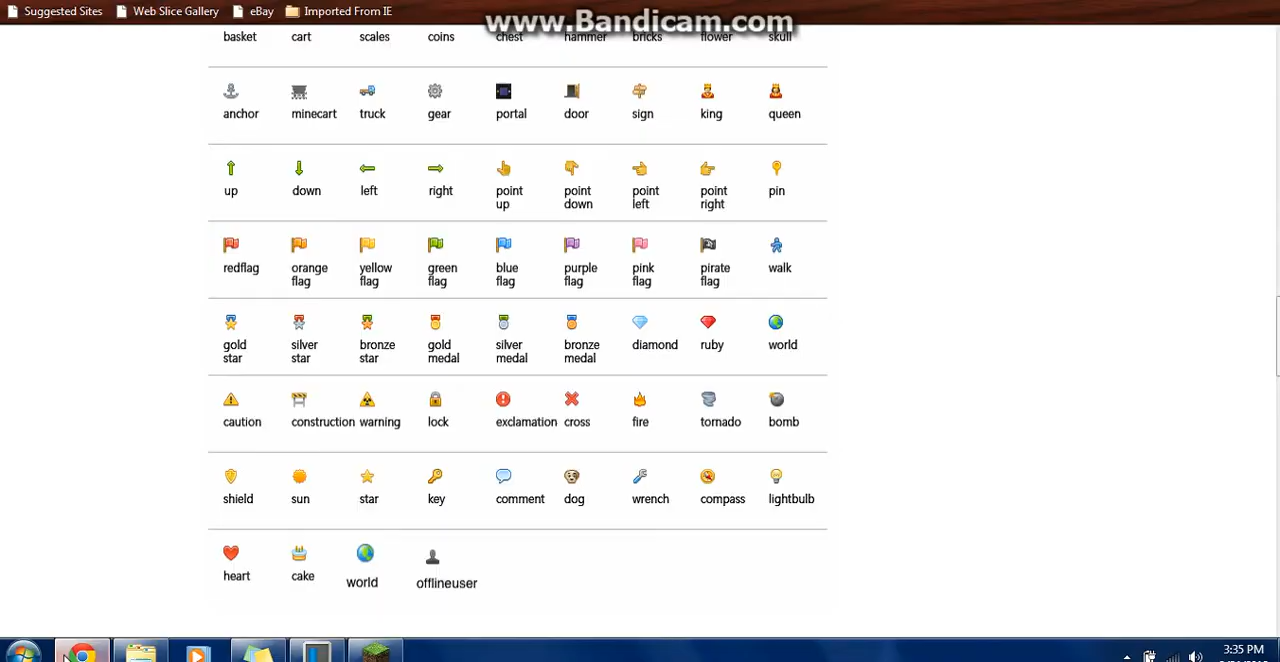 Suggested Sites Web Slice Gallery eBay Imported From IE
www.Bandicam.com
basket cart scales coins chest hammer bricks flower skull
anchor minecart truck gear portal door sign king queen
up down left right point up point down point left point right pin
redflag orange flag yellow flag green flag blue flag purple flag pink flag pirate flag walk
gold star silver star bronze star gold medal silver medal bronze medal diamond ruby world
caution construction warning lock exclamation cross fire tornado bomb
shield sun star key comment dog wrench compass lightbulb
heart cake world offlineuser
3:35 PM